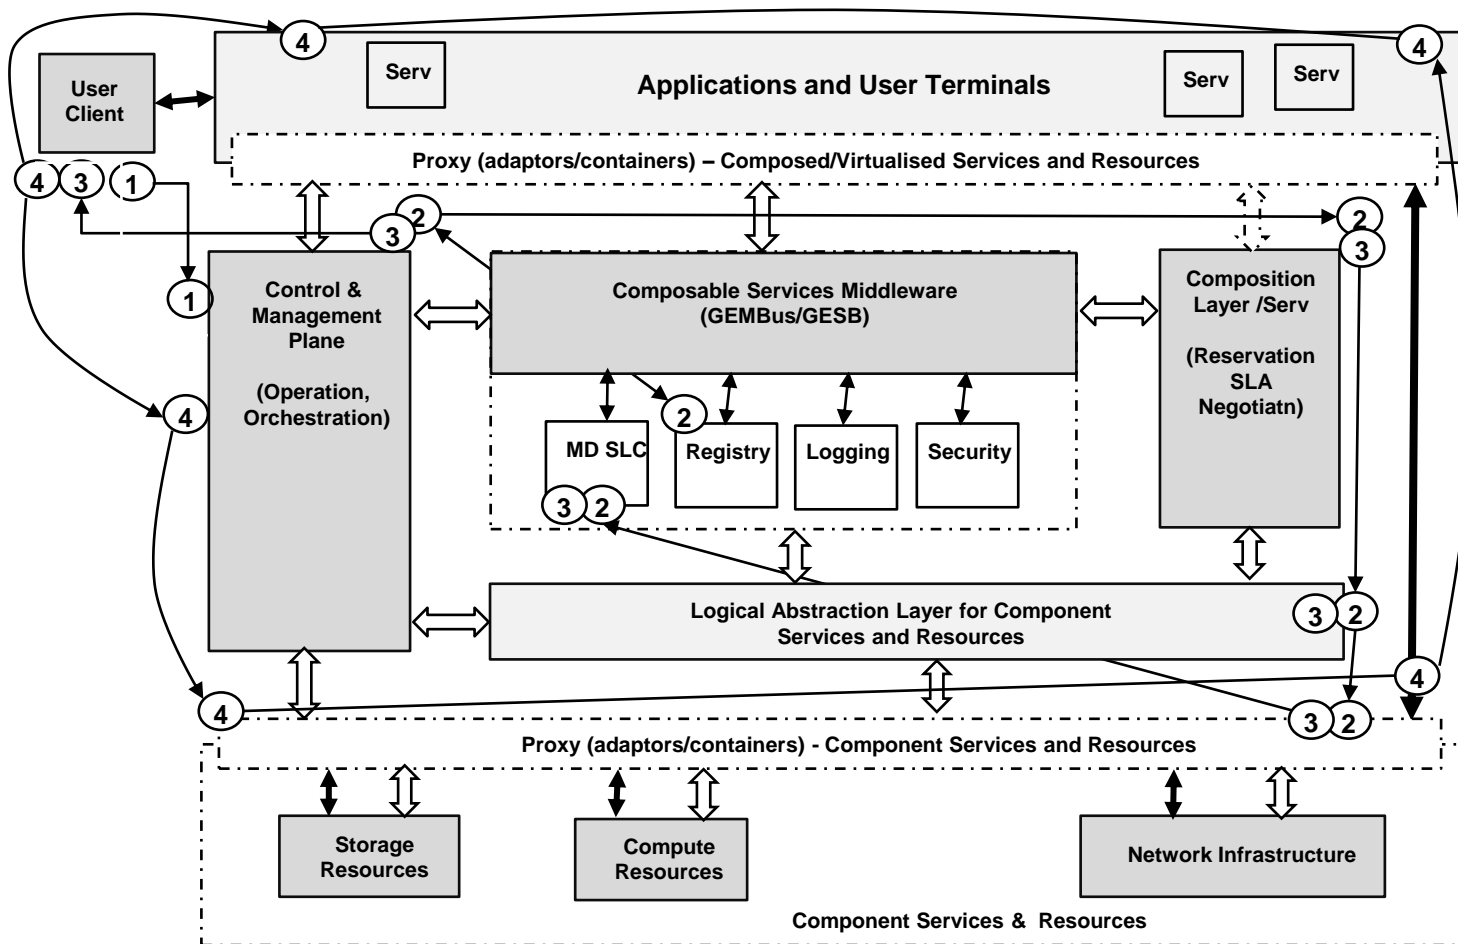 4
4
User
Client
Serv
Applications and User Terminals
Serv
Serv
Proxy (adaptors/containers) – Composed/Virtualised Services and Resources
4
3
1
2
3
2
3
1
Control &
Management
Plane
(Operation,
Orchestration)
Composable Services Middleware
(GEMBus/GESB)
Composition
Layer /Serv
(Reservation
SLA
Negotiatn)
4
2
MD SLC
Registry
Logging
Security
3
2
Logical Abstraction Layer for Component
Services and Resources
3
2
4
4
3
2
Proxy (adaptors/containers) - Component Services and Resources
Storage
Resources
Compute
Resources
Network Infrastructure
Component Services & Resources